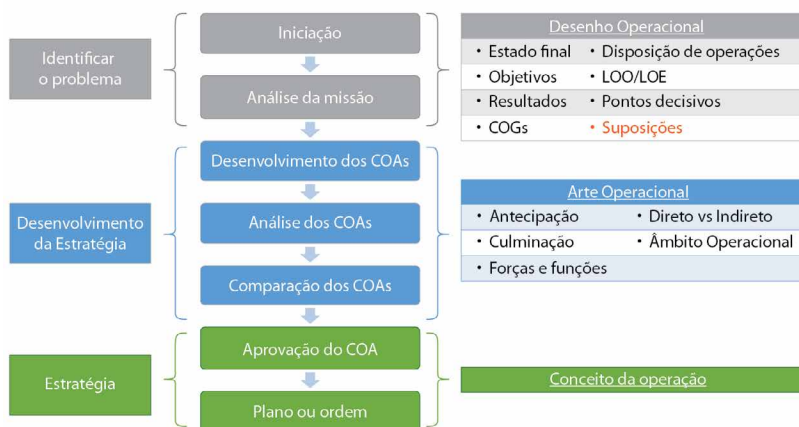 Identificar
o problema
Iniciação
Análise da missão
Desenho Operacional
• Estado final • Disposição de operações
• Objetivos • LOO/LOE
• Resultados • Pontos decisivos
• COGs • Suposições
Desenvolvimento
da Estratégia
Desenvolvimento dos COAs
Análise dos COAs
Comparação dos COAs
Arte Operacional
• Antecipação • Direto vs Indireto
• Culminação • Âmbito Operacional
• Forças e funções
Estratégia
Aprovação do COA
Plano ou ordem
Conceito da operação